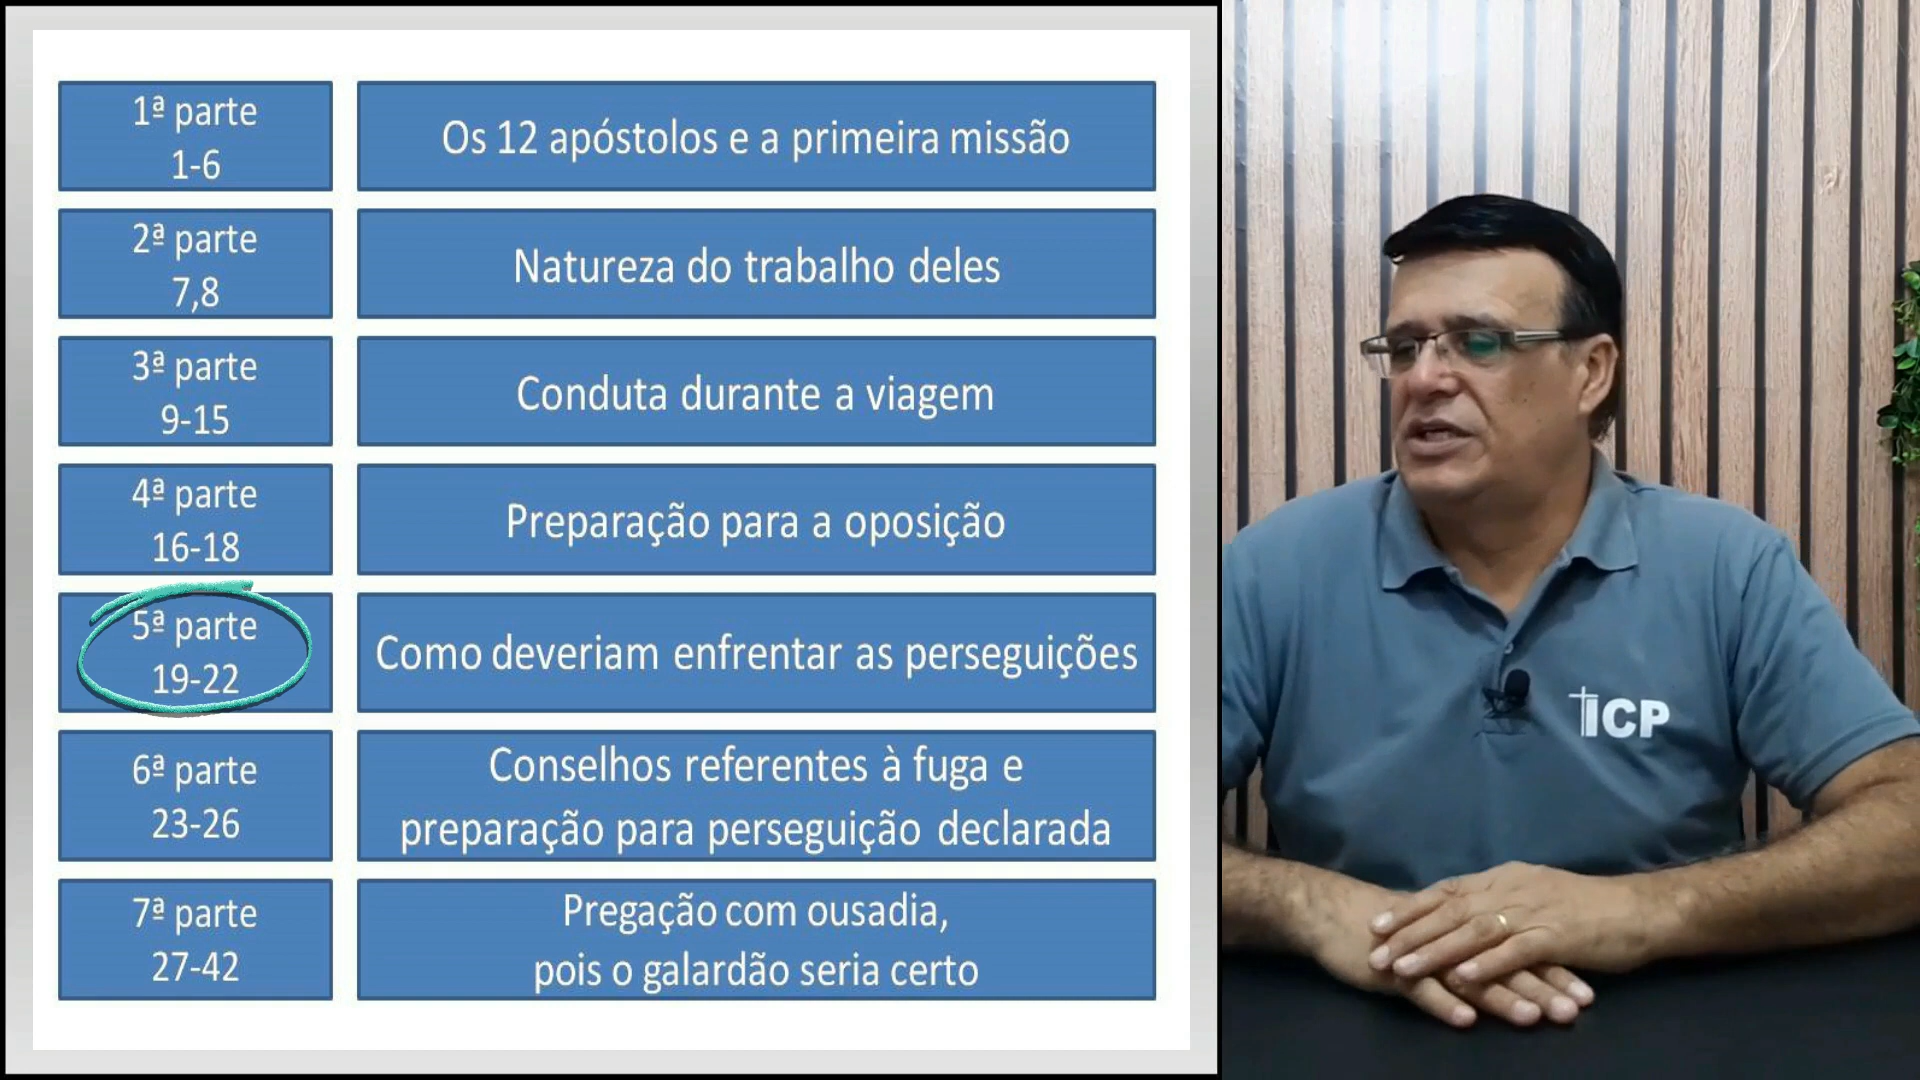 1ª parte
1-6
Os 12 apóstolos e a primeira missão
2ª parte
7,8
Natureza do trabalho deles
3ª parte
9-15
Conduta durante a viagem
4ª parte
16-18
Preparação para a oposição
5ª parte
19-22
Como deveriam enfrentar as perseguições
6ª parte
23-26
Conselhos referentes à fuga e
preparação para perseguição declarada
7ª parte
27-42
Pregação com ousadia,
pois o galardão seria certo
ICP